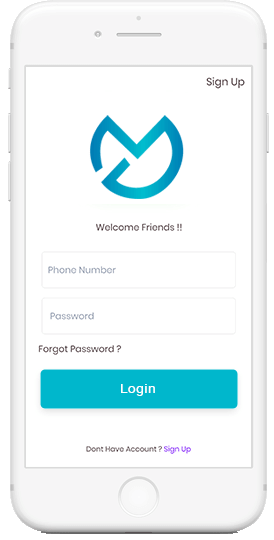 Sign Up
Welcome Friends !!
Phone Number
Password
Forgot Password ?
Login
Dont Have Account ? Sign Up